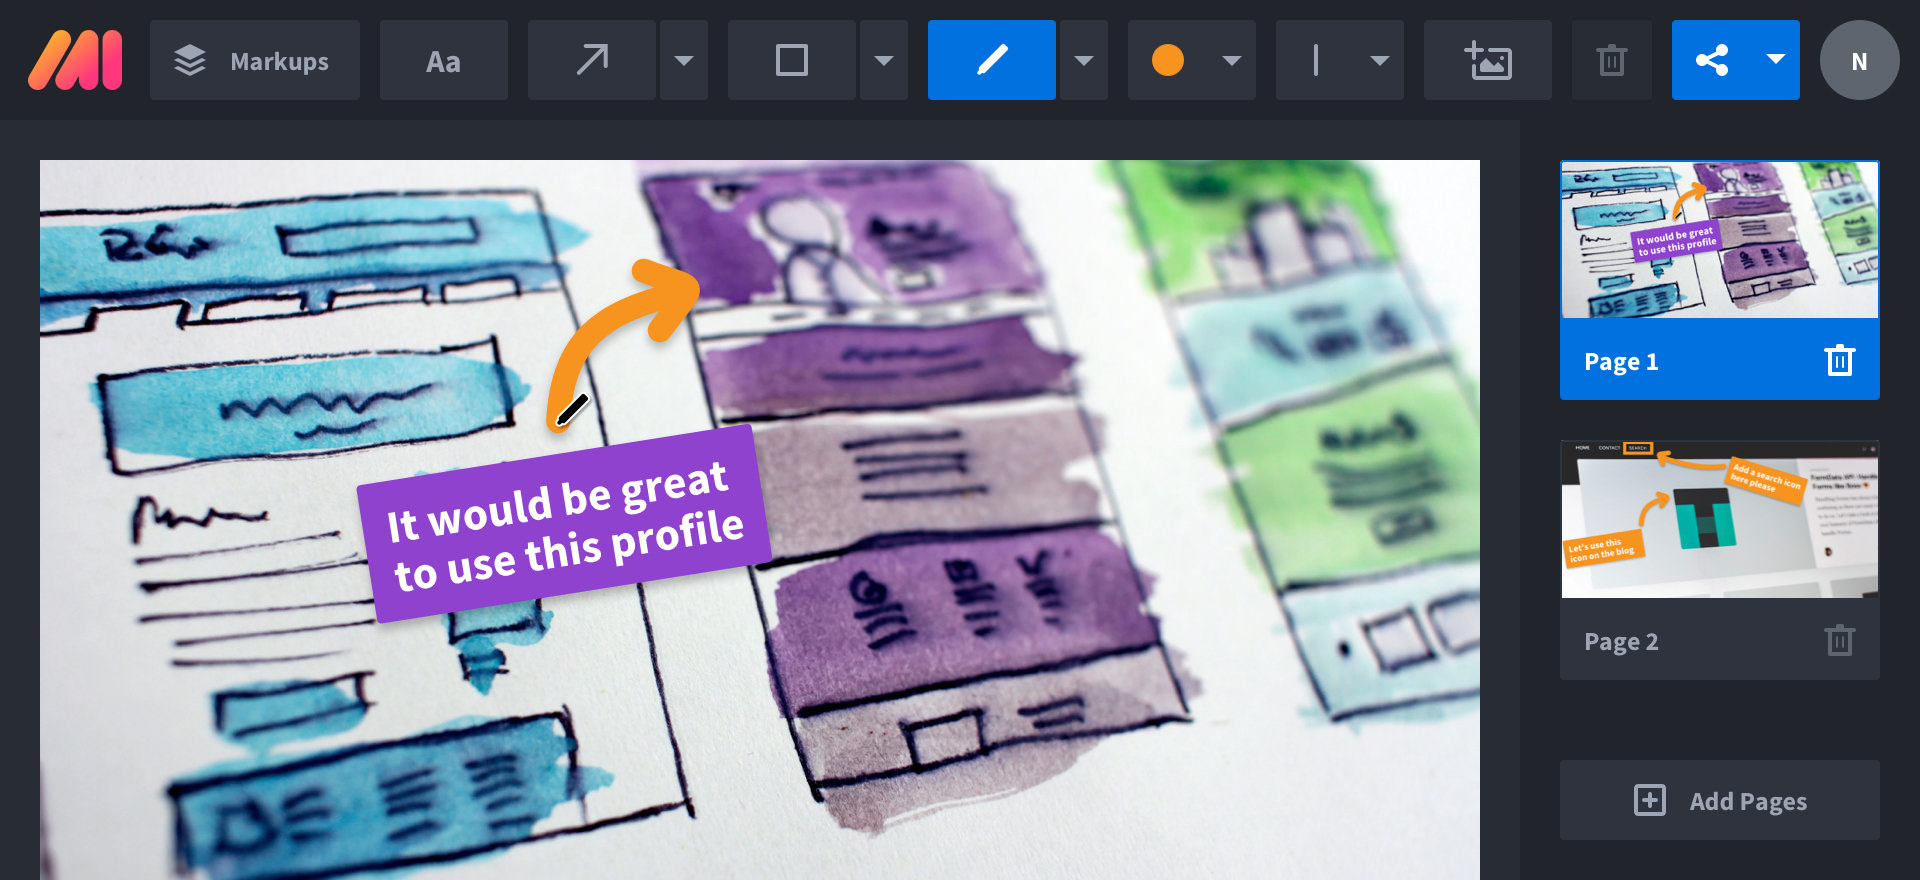 Markups
Aa
N
It would be great
to use this profile
It would be great
to use this profile
Page 1
HOME CONTACT SEARCH
Add a search icon
here please
Let's use this
icon on the blog
Page 2
Add Pages